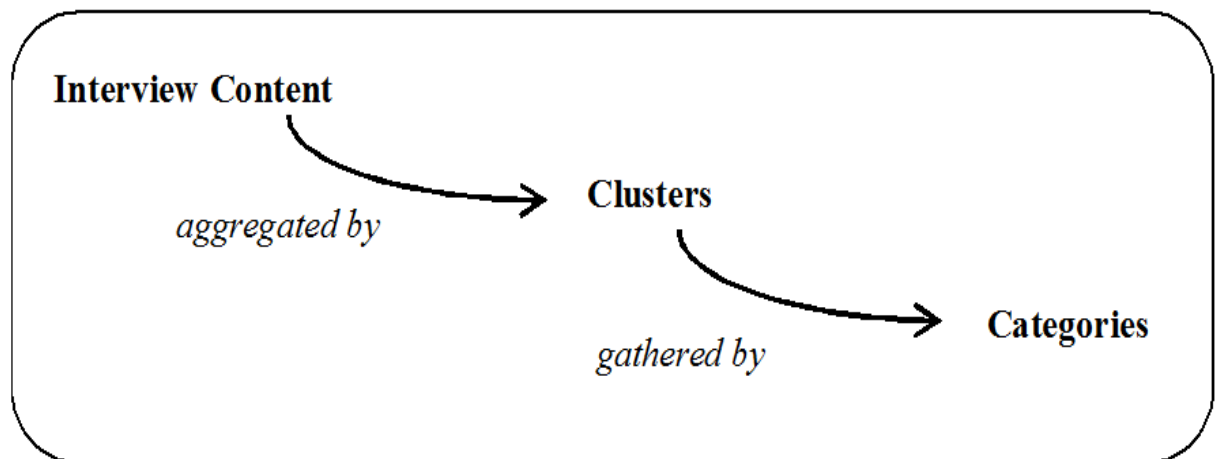 Interview Content
Clusters
aggregated by
Categories
gathered by